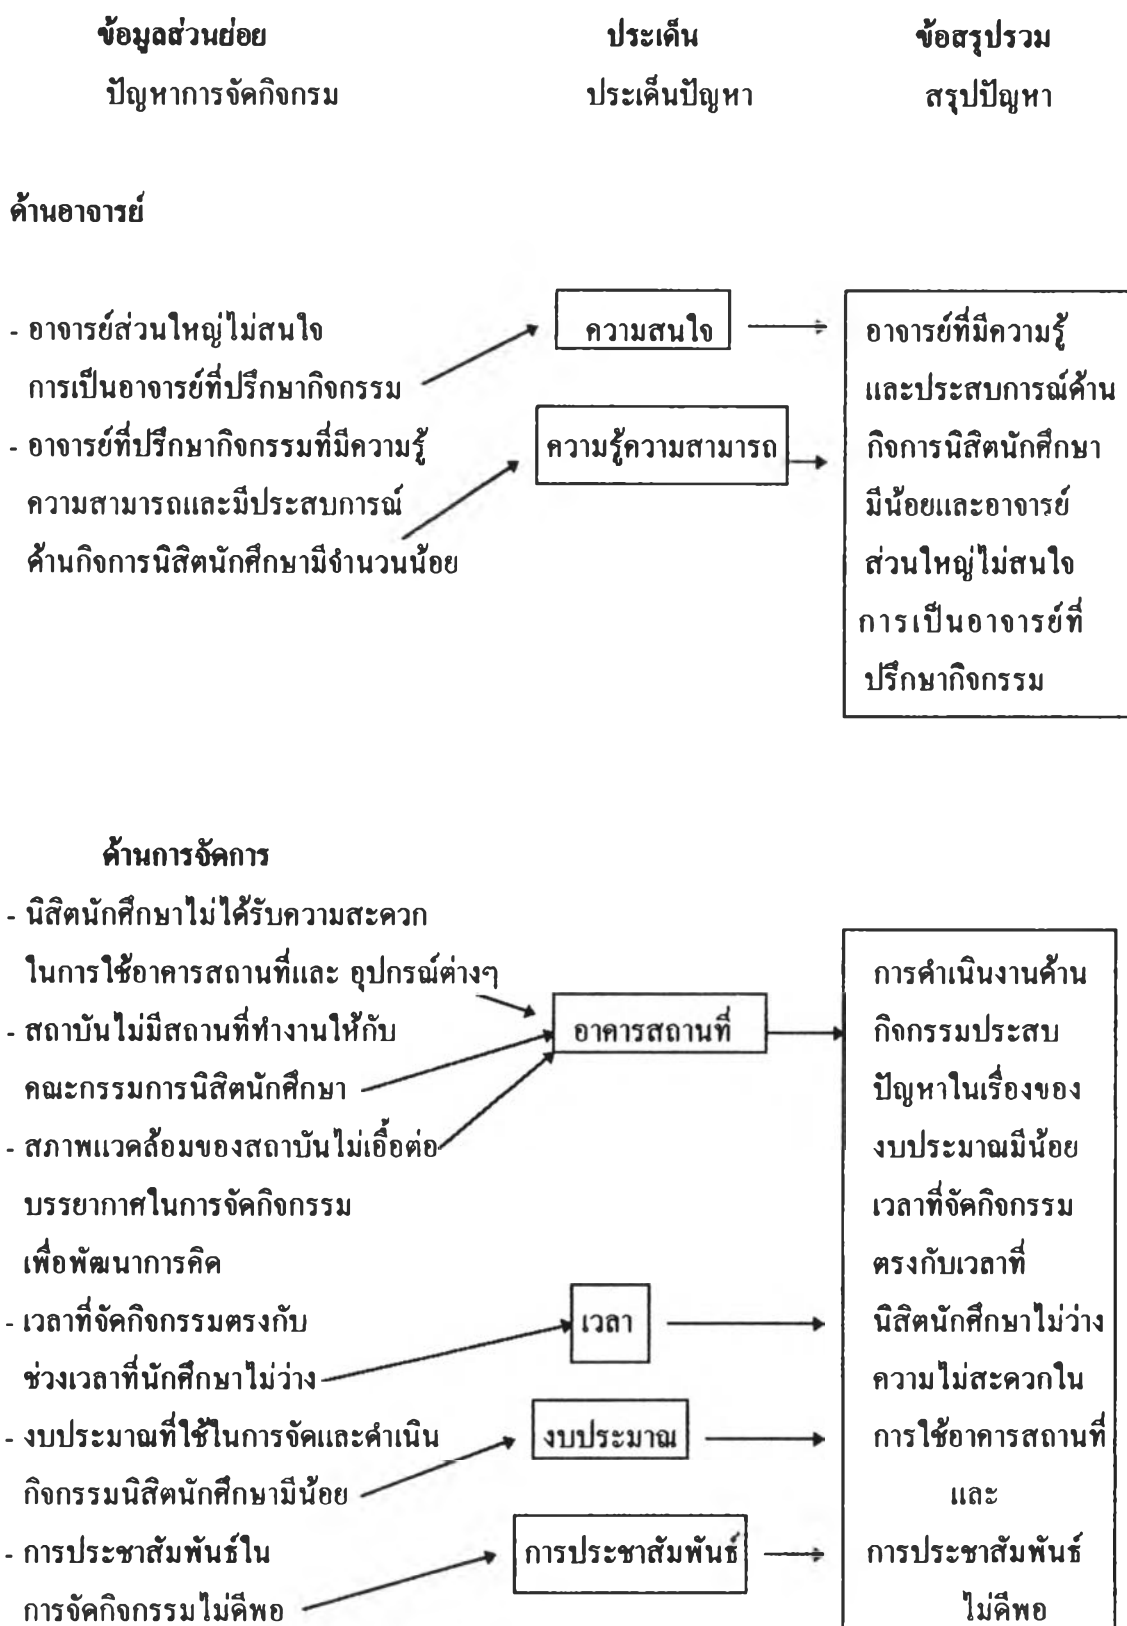 ข้อมูลส่วนย่อย ประเด็น ข้อสรุปรวม
ปัญหาการจัดกิจกรม ประเด็นปัญหา สรุปปัญหา
ด้านอาจารย์
- อาจารย์ส่วนใหญ่ไม่สนใจ
การเป็นอาจารย์ที่ปรึกษากิจกรรม
- อาจารย์ที่ปรึกษากิจกรรมที่มีความรู้
ความสามารถและมีประสบการณ์
ด้านกิจการนิสิตนักศึกษามีจำนวนน้อย
ความสนใจ
ความรู้ความสามารถ
อาจารย์ที่มีความรู้
และประสบการณ์ด้าน
กิจการนิสิตนักศึกษา
มีน้อยและอาจารย์
ส่วนใหญ่ไม่สนใจ
การเป็นอาจารย์ที่
ปรึกษากิจกรรม
ด้านการจัดการ
- นิสิตนักศึกษาไม่ได้รับความสะดวก
ในการใช้อาคารสถานที่และ อุปกรณ์ต่างๆ
- สถาบันไม่มีสถานที่ทำงานให้กับ
คณะกรรมการนิสิตนักศึกษา
- สภาพแวดล้อมของสถาบันไม่เอื้อต่อ
บรรยากาศในการจัดกิจกรรม
เพื่อพัฒนาการคิด
- เวลาที่จัดกิจกรรมตรงกับ
ช่วงเวลาที่นักศึกษาไม่ว่าง
- งบประมาณที่ใช้ในการจัดและดำเนิน
กิจกรรมนิสิตนักศึกษามีน้อย
- การประชาสัมพันธ์ใน
การจัดกิจกรรมไม่ดีพอ
อาคารสถานที่
เวลา
งบประมาณ
การประชาสัมพันธ์
การดำเนินงานด้าน
กิจกรรมประสบ
ปัญหาในเรื่องของ
งบประมาณมีน้อย
เวลาที่จัดกิจกรรม
ตรงกับเวลาที่
นิสิตนักศึกษาไม่ว่าง
ความไม่สะดวกใน
การใช้อาคารสถานที่
และ
การประชาสัมพันธ์
ไม่ดีพอ